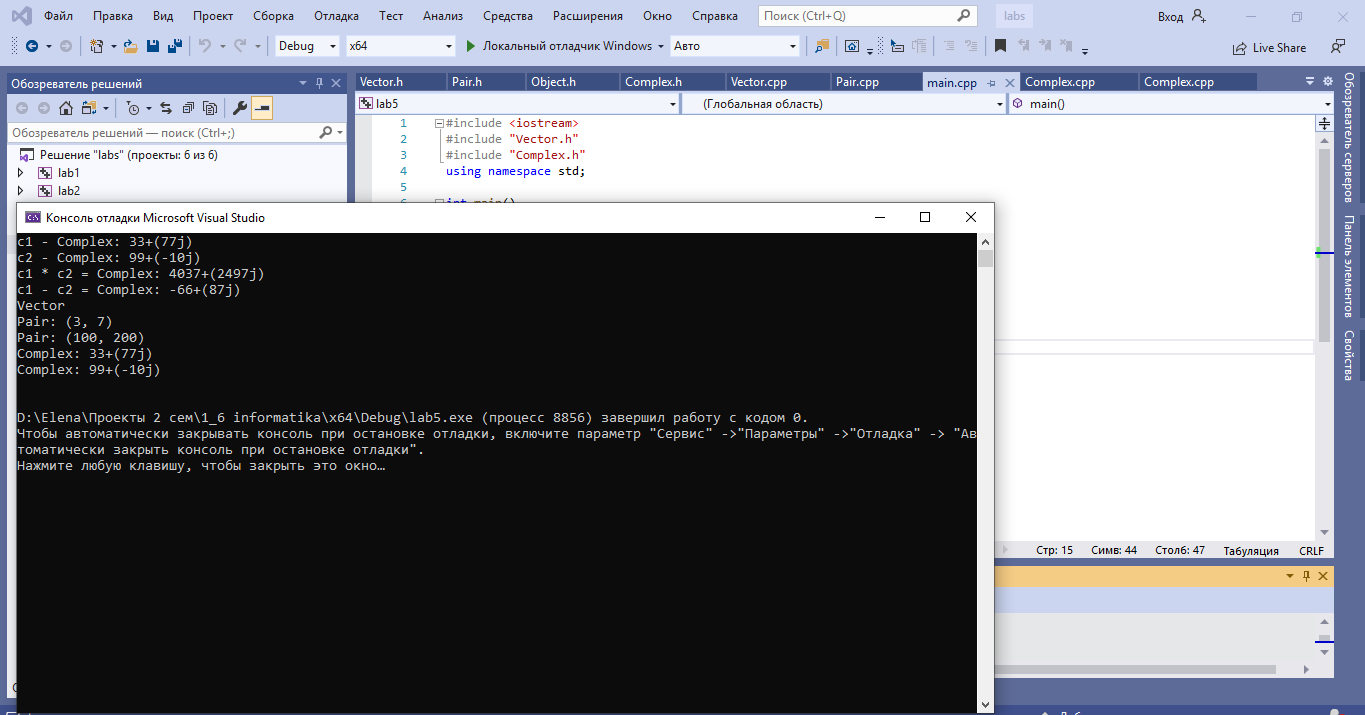 Файл Правка Вид Проект Сборка Отладка Тест Анализ Средства Расширения Окно Справка Поиск (Ctrl+Q) labs Вход
Debug x64 Локальный отладчик Windows Авто Live Share
Обозреватель решений
Vector.h Pair.h Object.h Complex.h Vector.cpp Pair.cpp main.cpp Complex.cpp Complex.cpp
lab5 (Глобальная область) main()
Обозреватель решений — поиск (Ctrl+;)
Решение "labs" (проекты: 6 из 6)
lab1
lab2
1 #include <iostream>
2 #include "Vector.h"
3 #include "Complex.h"
4 using namespace std;
5
6 int main()
Консоль отладки Microsoft Visual Studio
c1 - Complex: 33+(77j)
c2 - Complex: 99+(-10j)
c1 * c2 = Complex: 4037+(2497j)
c1 - c2 = Complex: -66+(87j)
Vector
Pair: (3, 7)
Pair: (100, 200)
Complex: 33+(77j)
Complex: 99+(-10j)
D:\Elena\Проекты 2 сем\1_6 informatika\x64\Debug\lab5.exe (процесс 8856) завершил работу с кодом 0.
Чтобы автоматически закрывать консоль при остановке отладки, включите параметр "Сервис" ->"Параметры" ->"Отладка" -> "Ав
томатически закрыть консоль при остановке отладки".
Нажмите любую клавишу, чтобы закрыть это окно…
Стр: 15 Симв: 44 Столб: 47 Табуляция CRLF
Обозреватель серверов
Панель элементов
Свойства